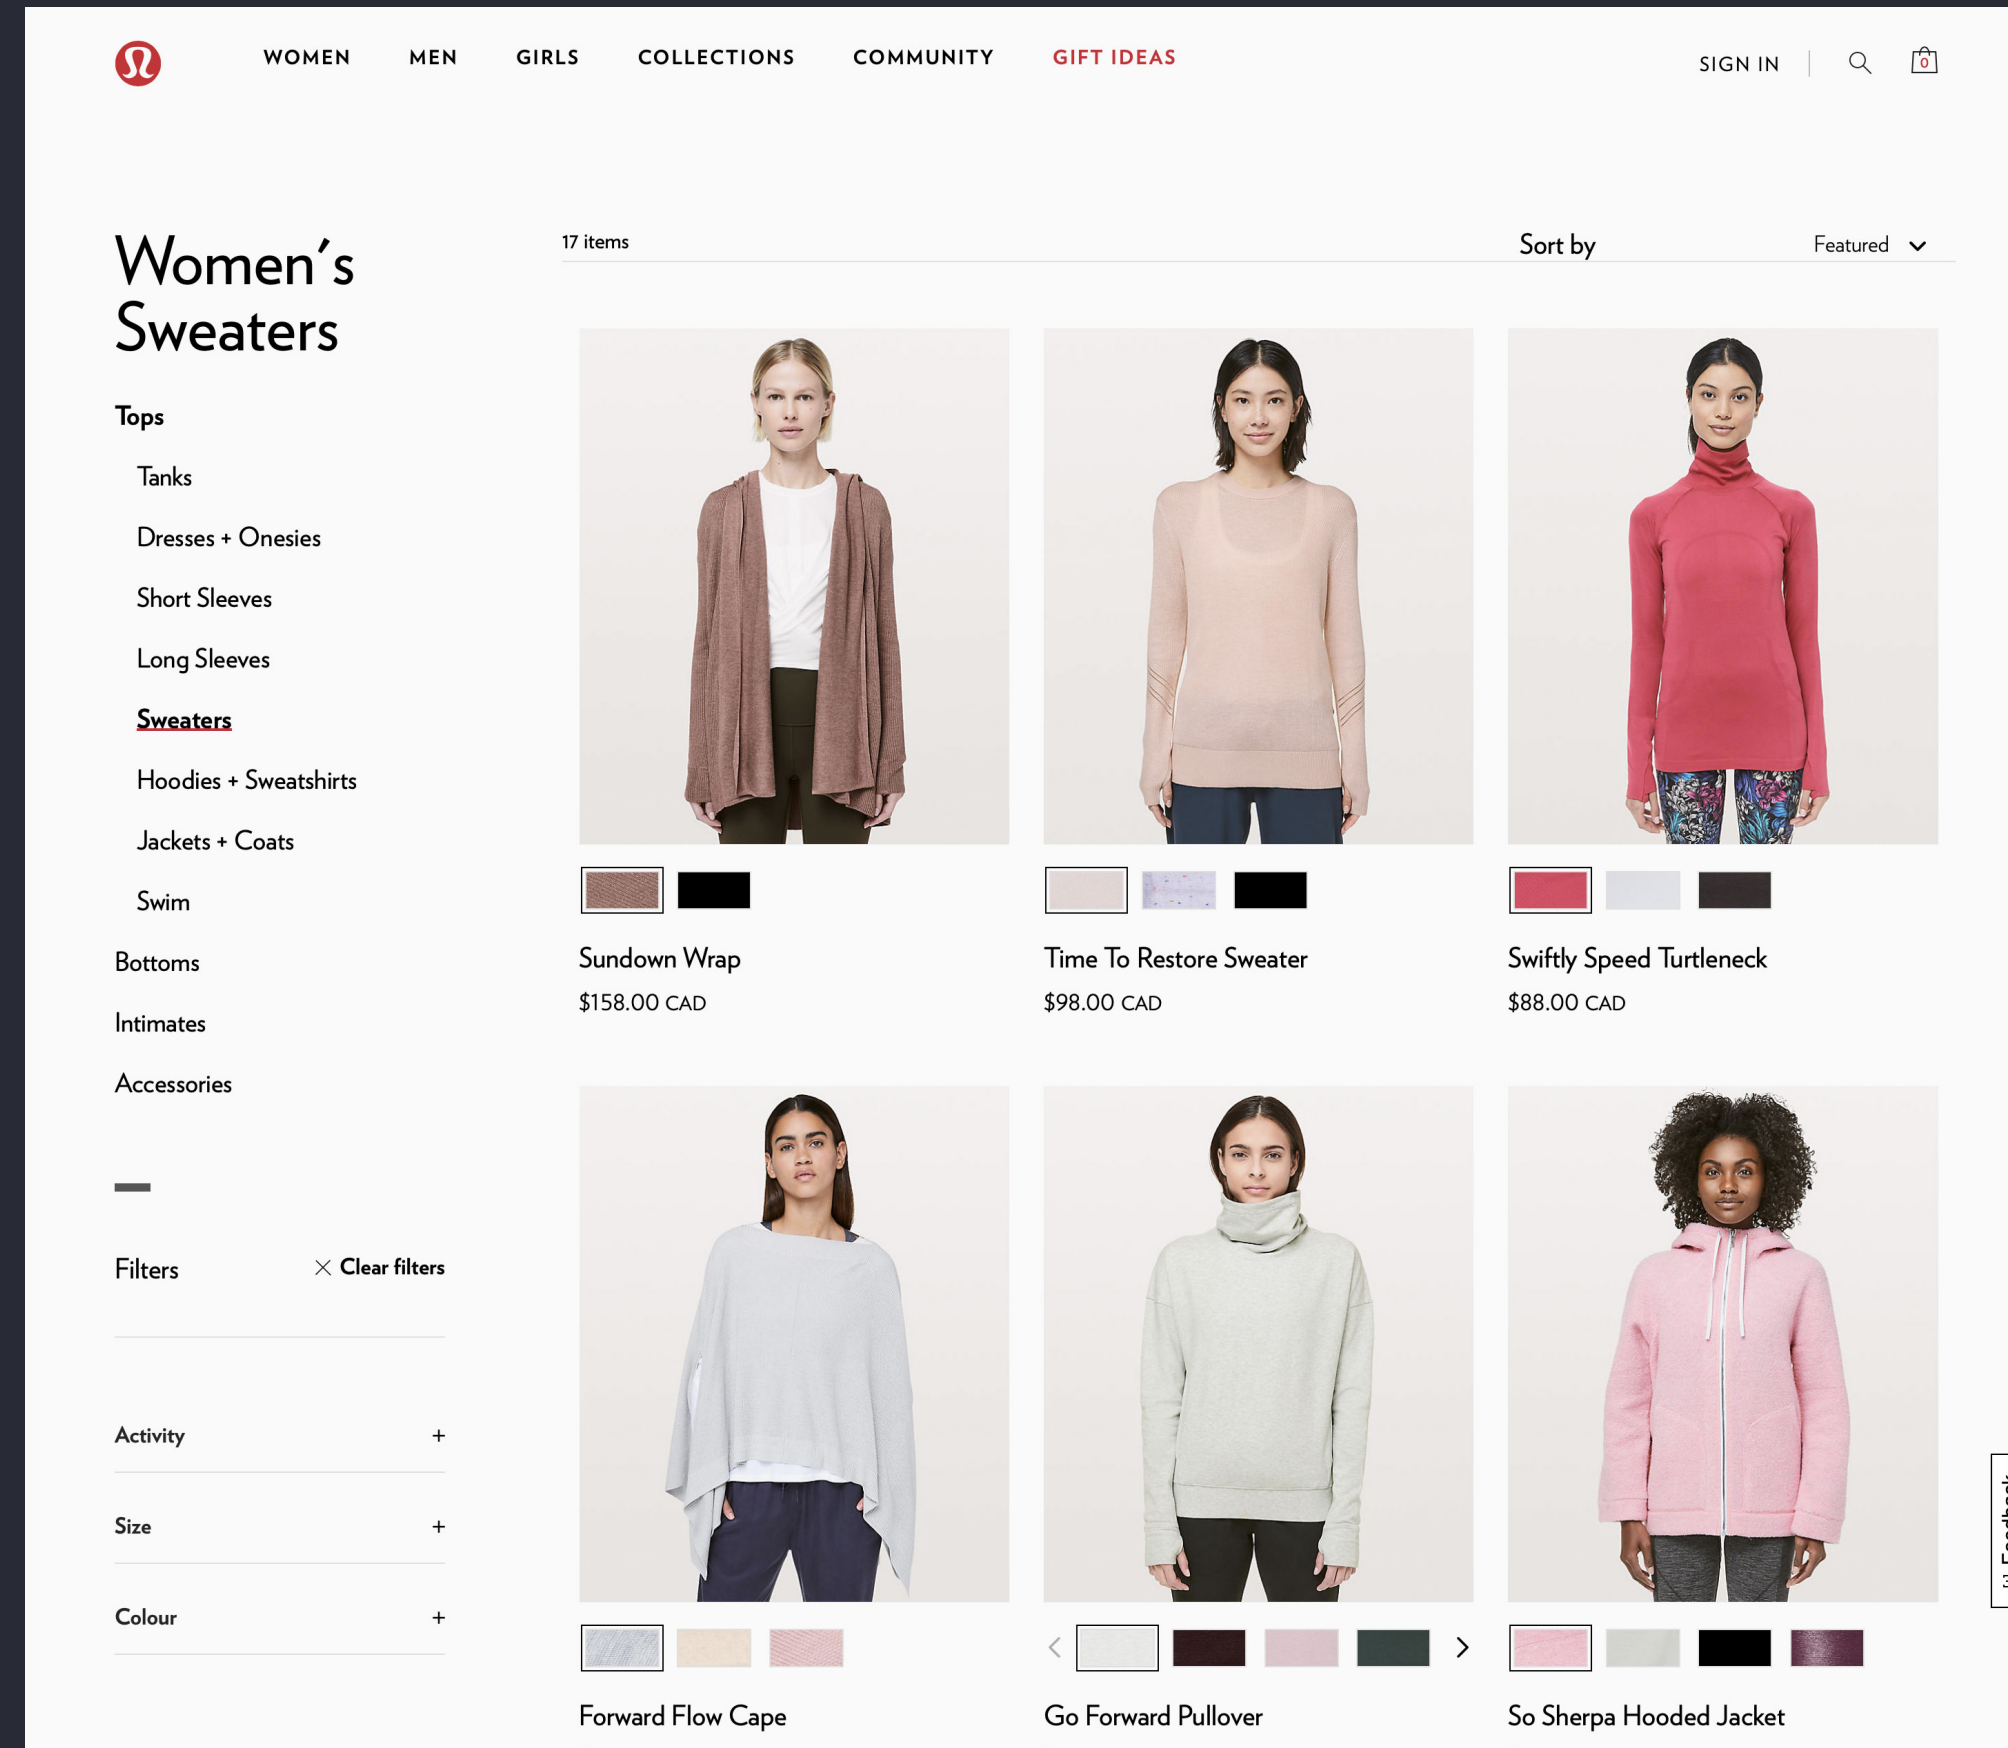 WOMEN MEN GIRLS COLLECTIONS COMMUNITY GIFT IDEAS
SIGN IN
0
Women's
Sweaters
Tops
Tanks
Dresses + Onesies
Short Sleeves
Long Sleeves
Sweaters
Hoodies + Sweatshirts
Jackets + Coats
Swim
Bottoms
Intimates
Accessories
Filters
Clear filters
Activity +
Size +
Colour +
17 items
Sort by Featured
Sundown Wrap
$158.00 CAD
Time To Restore Sweater
$98.00 CAD
Swiftly Speed Turtleneck
$88.00 CAD
Forward Flow Cape
Go Forward Pullover
So Sherpa Hooded Jacket
Feedback